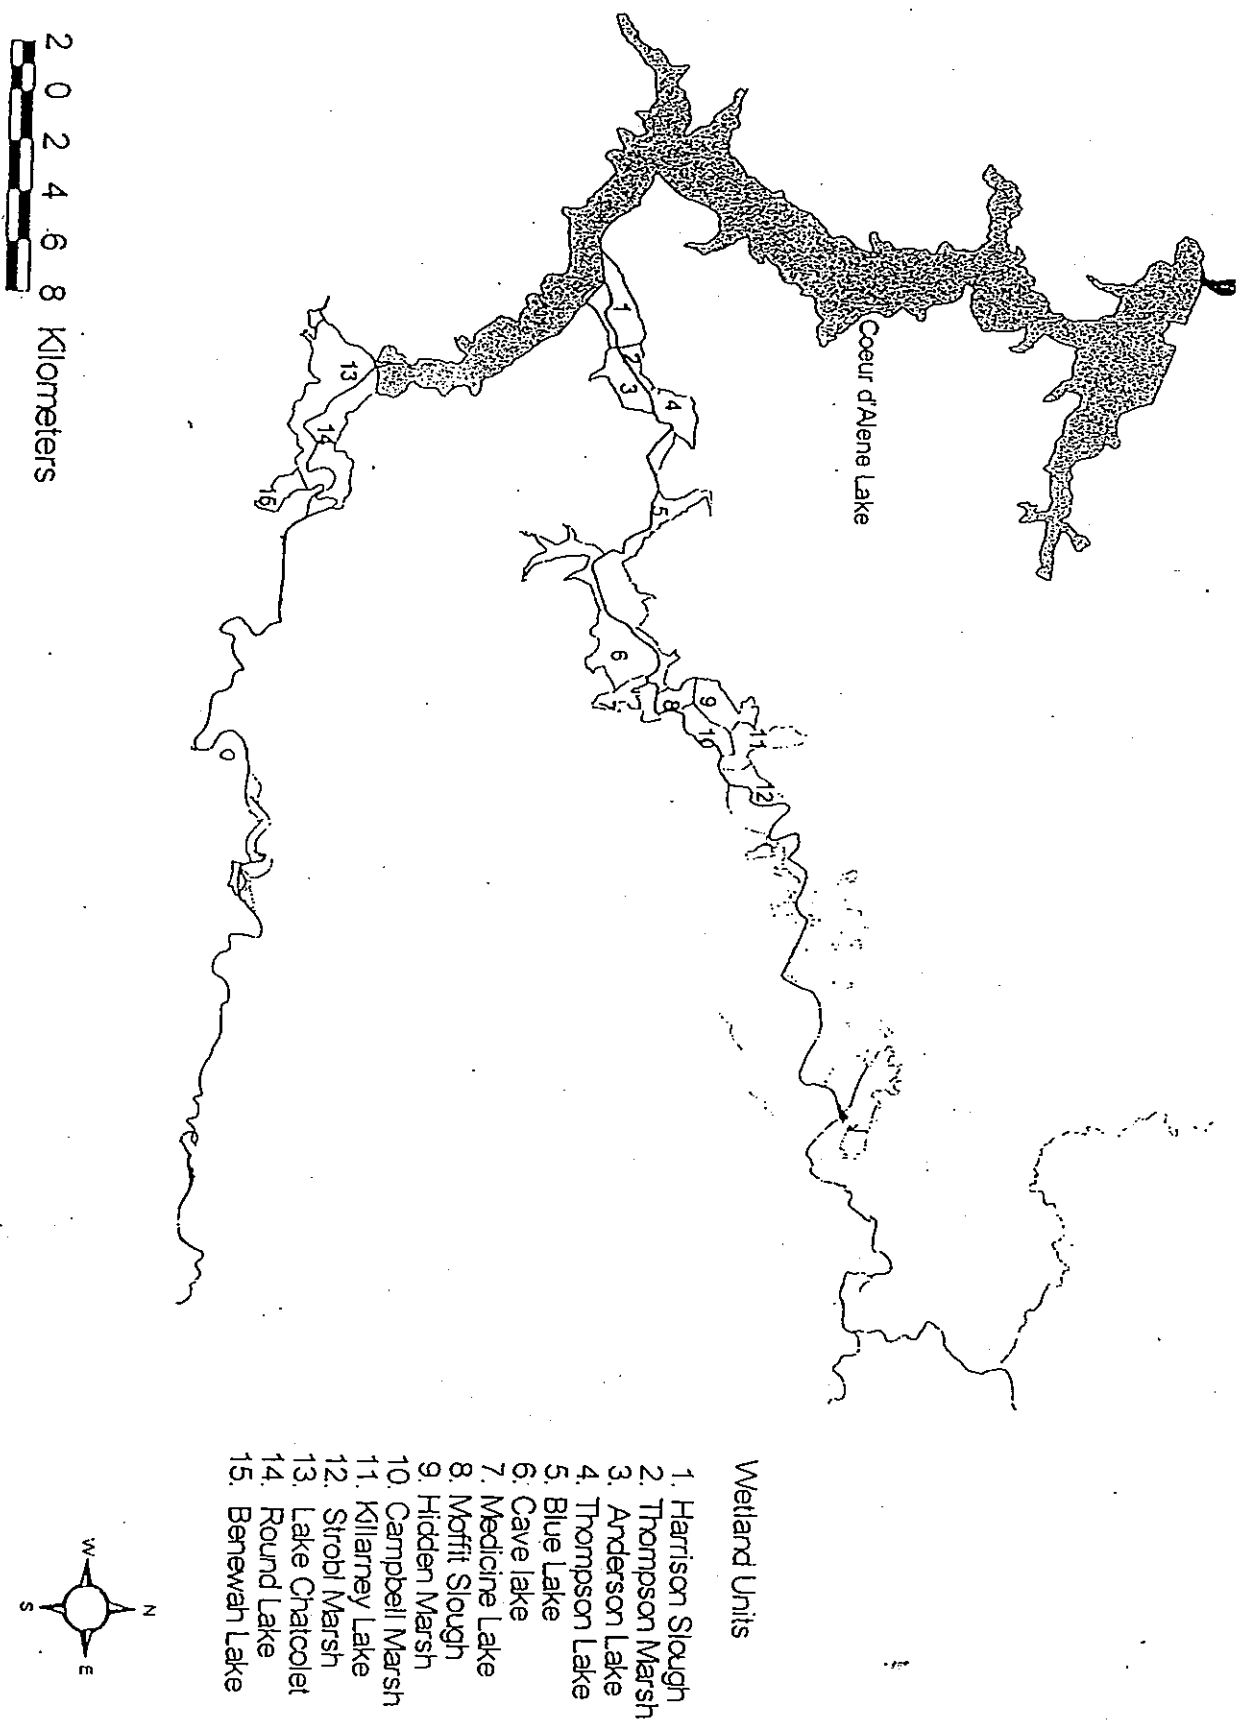 Coeur d'Alene Lake
1
2
3
4
5
6
8
9
10
11
12
13
14
15
Wetland Units
1. Harrison Slough
2. Thompson Marsh
3. Anderson Lake
4. Thompson Lake
5. Blue Lake
6. Cave lake
7. Medicine Lake
8. Moffit Slough
9. Hidden Marsh
10. Campbell Marsh
11. Killarney Lake
12. Strobl Marsh
13. Lake Chatcolet
14. Round Lake
15. Benewah Lake
2 0 2 4 6 8 Kilometers
N
W
E
S